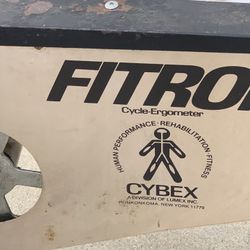 FITRO
Cycle-Ergometer
HUMAN PERFORMANCE · REHABILITATION · FITNESS
CYBEX
A DIVISION OF LUMEX INC.
RONKONKOMA, NEW YORK 11779